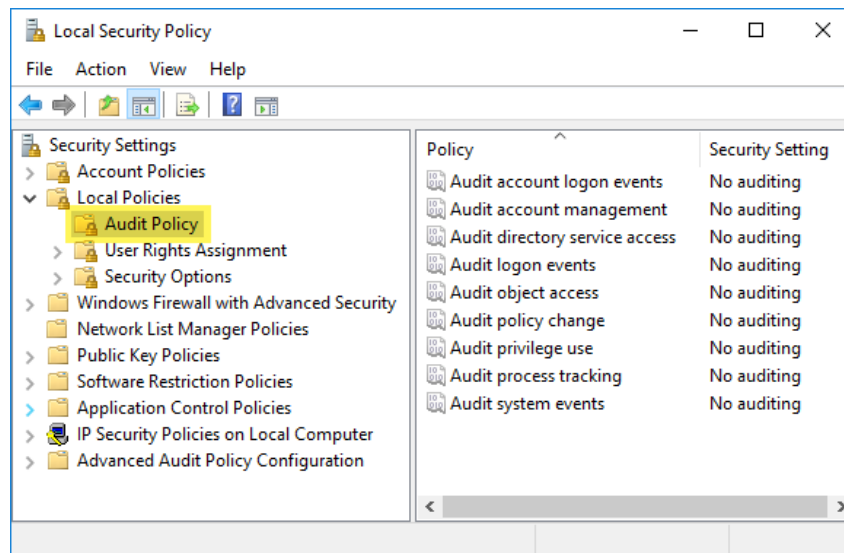 Local Security Policy
File Action View Help
Security Settings
Account Policies
Local Policies
Audit Policy
User Rights Assignment
Security Options
Windows Firewall with Advanced Security
Network List Manager Policies
Public Key Policies
Software Restriction Policies
Application Control Policies
IP Security Policies on Local Computer
Advanced Audit Policy Configuration
Policy Security Setting
Audit account logon events No auditing
Audit account management No auditing
Audit directory service access No auditing
Audit logon events No auditing
Audit object access No auditing
Audit policy change No auditing
Audit privilege use No auditing
Audit process tracking No auditing
Audit system events No auditing